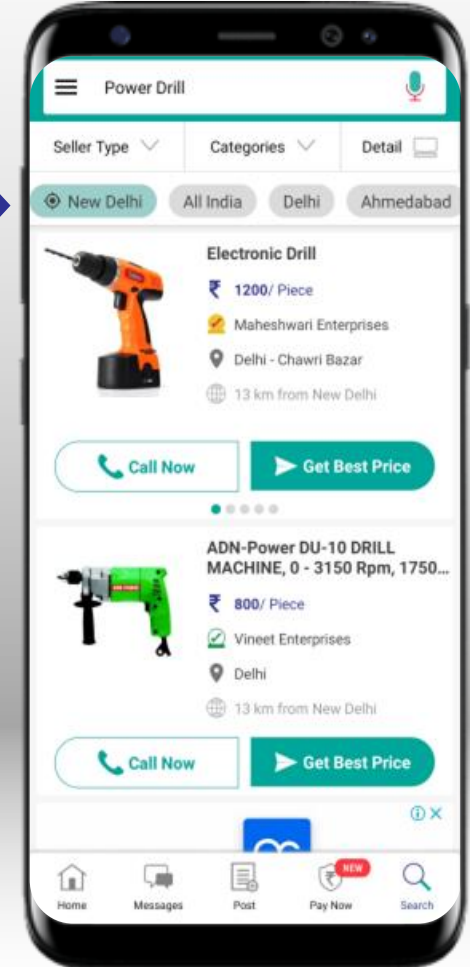 Power Drill
Seller Type
Categories
Detail
New Delhi
All India
Delhi
Ahmedabad
Electronic Drill
₹ 1200/ Piece
Maheshwari Enterprises
Delhi - Chawri Bazar
13 km from New Delhi
Call Now
Get Best Price
ADN-Power DU-10 DRILL
MACHINE, 0 - 3150 Rpm, 1750...
₹ 800/ Piece
Vineet Enterprises
Delhi
13 km from New Delhi
Call Now
Get Best Price
NEW
Home
Messages
Post
Pay Now
Search